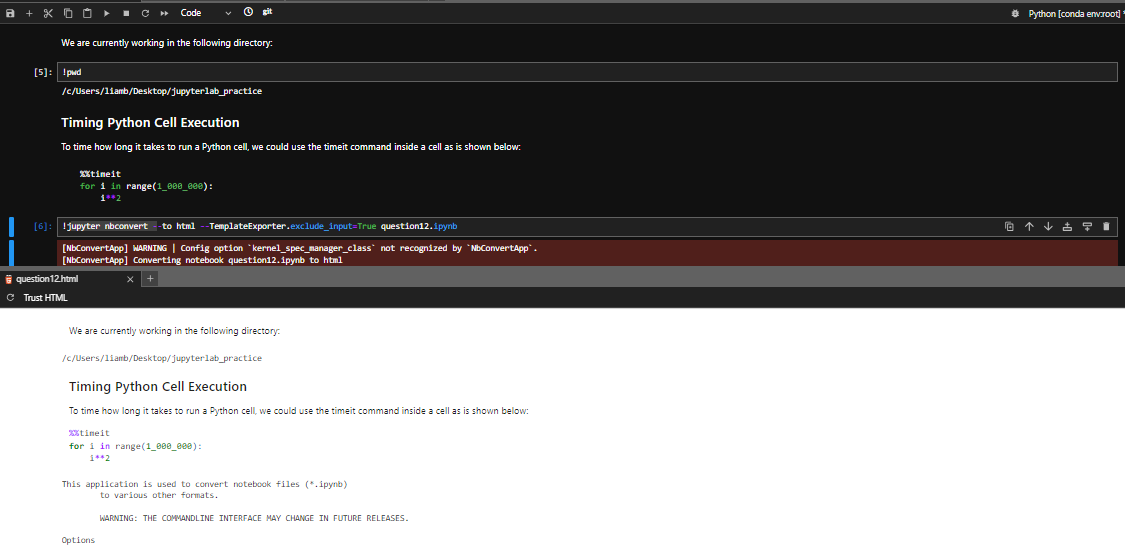 Code
git
Python [conda env:root] *
We are currently working in the following directory:
[5]: !pwd
/c/Users/liamb/Desktop/jupyterlab_practice
Timing Python Cell Execution
To time how long it takes to run a Python cell, we could use the timeit command inside a cell as is shown below:
%%timeit
for i in range(1_000_000):
i**2
[6]: !jupyter nbconvert --to html --TemplateExporter.exclude_input=True question12.ipynb
[NbConvertApp] WARNING | Config option `kernel_spec_manager_class` not recognized by `NbConvertApp`.
[NbConvertApp] Converting notebook question12.ipynb to html
question12.html
Trust HTML
We are currently working in the following directory:
/c/Users/liamb/Desktop/jupyterlab_practice
Timing Python Cell Execution
To time how long it takes to run a Python cell, we could use the timeit command inside a cell as is shown below:
%%timeit
for i in range(1_000_000):
i**2
This application is used to convert notebook files (*.ipynb)
to various other formats.
WARNING: THE COMMANDLINE INTERFACE MAY CHANGE IN FUTURE RELEASES.
Options